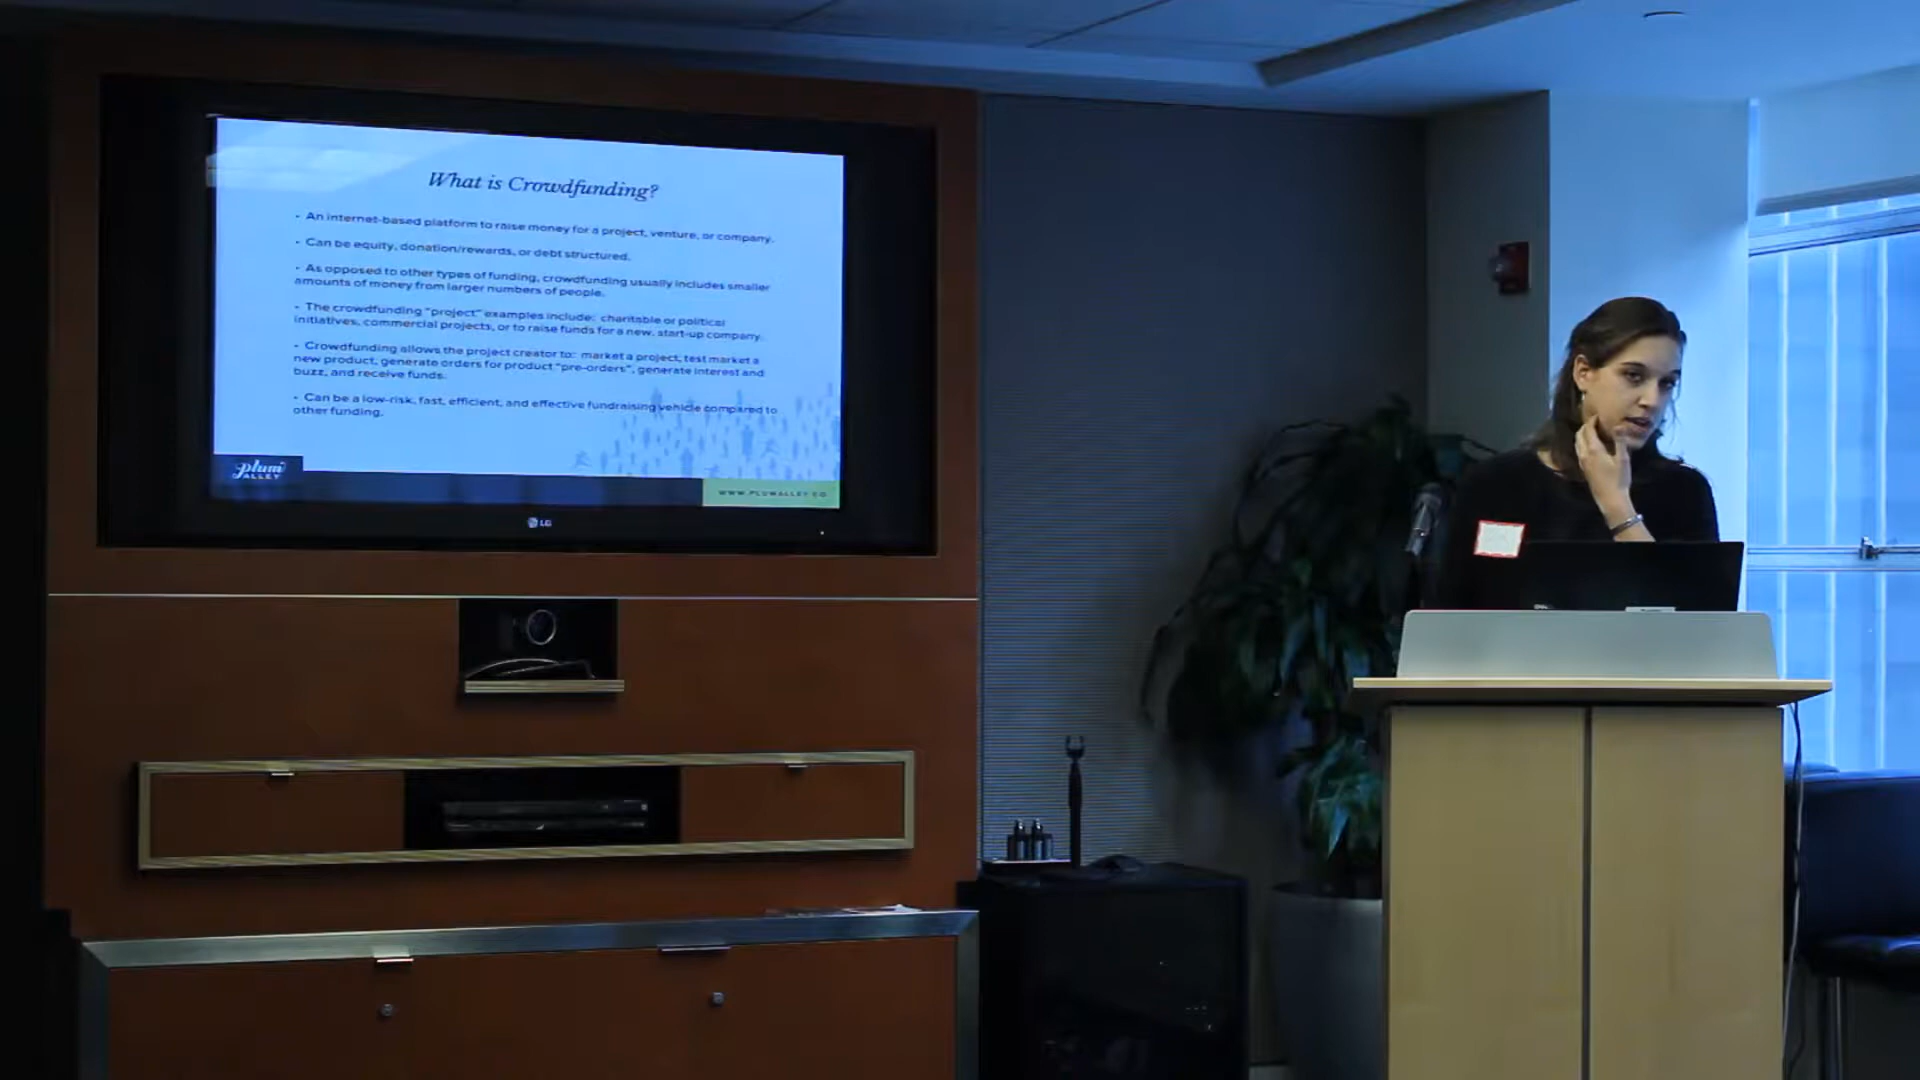 What is Crowdfunding?
- An internet-based platform to raise money for a project, venture, or company.
- Can be equity, donation/rewards, or debt structured.
- As opposed to other types of funding, crowdfunding usually includes smaller
amounts of money from larger numbers of people.
- The crowdfunding "project" examples include: charitable or political
initiatives, commercial projects, or to raise funds for a new, start-up company.
- Crowdfunding allows the project creator to: market a project, test market a
new product, generate orders for product "pre-orders", generate interest and
buzz, and receive funds.
- Can be a low-risk, fast, efficient, and effective fundraising vehicle compared to
other funding.
plum
ALLEY
WWW.PLUMALLEY.CO
LG